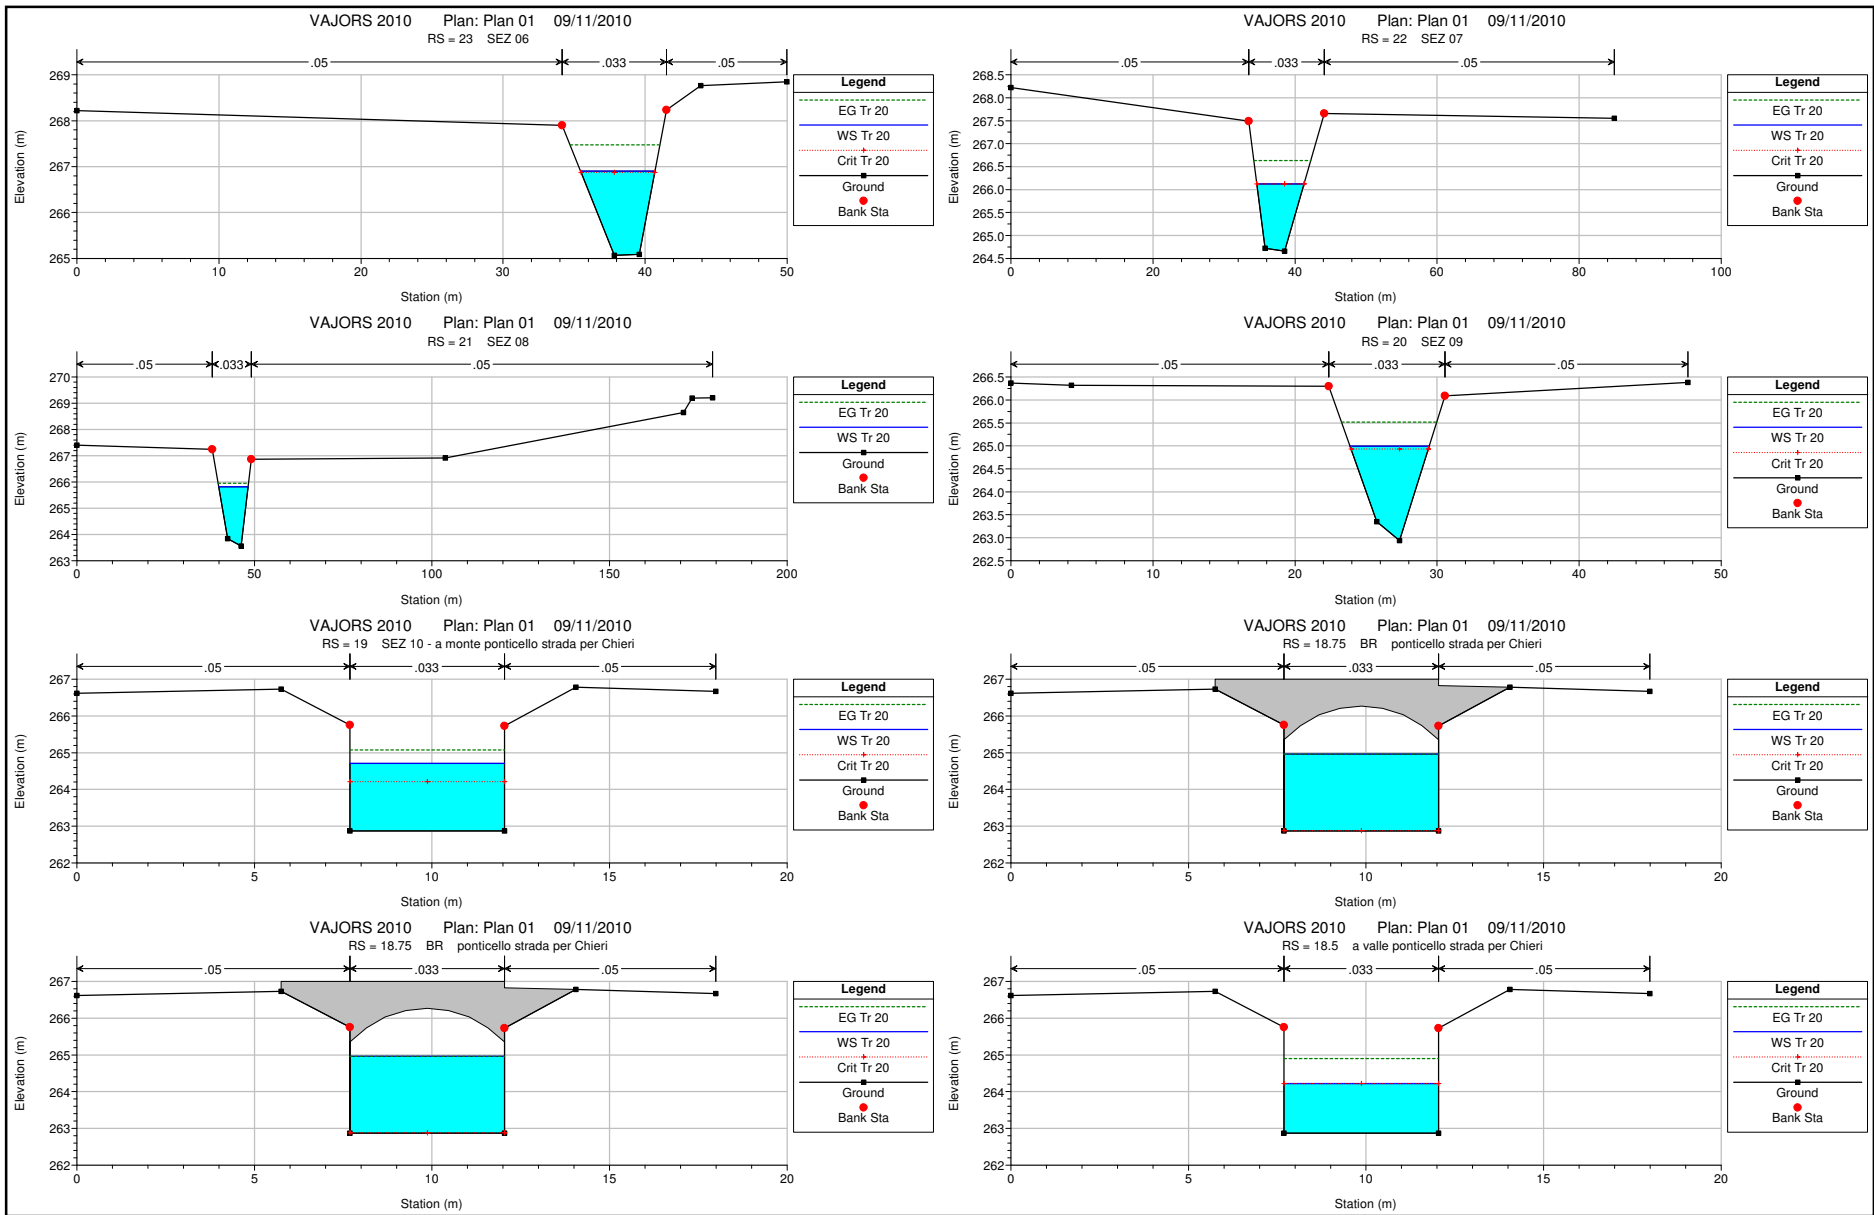 VAJORS 2010 Plan: Plan 01 09/11/2010
RS = 23 SEZ 06
.05 .033 .05
269
268
267
266
265
Elevation (m)
0 10 20 30 40 50
Station (m)
Legend
EG Tr 20
WS Tr 20
Crit Tr 20
Ground
Bank Sta
VAJORS 2010 Plan: Plan 01 09/11/2010
RS = 22 SEZ 07
.05 .033 .05
268.5
268.0
267.5
267.0
266.5
266.0
265.5
265.0
264.5
Elevation (m)
0 20 40 60 80 100
Station (m)
Legend
EG Tr 20
WS Tr 20
Crit Tr 20
Ground
Bank Sta
VAJORS 2010 Plan: Plan 01 09/11/2010
RS = 21 SEZ 08
.05 .033 .05
270
269
268
267
266
265
264
263
Elevation (m)
0 50 100 150 200
Station (m)
Legend
EG Tr 20
WS Tr 20
Ground
Bank Sta
VAJORS 2010 Plan: Plan 01 09/11/2010
RS = 20 SEZ 09
.05 .033 .05
266.5
266.0
265.5
265.0
264.5
264.0
263.5
263.0
262.5
Elevation (m)
0 10 20 30 40 50
Station (m)
Legend
EG Tr 20
WS Tr 20
Crit Tr 20
Ground
Bank Sta
VAJORS 2010 Plan: Plan 01 09/11/2010
RS = 19 SEZ 10 - a monte ponticello strada per Chieri
.05 .033 .05
267
266
265
264
263
262
Elevation (m)
0 5 10 15 20
Station (m)
Legend
EG Tr 20
WS Tr 20
Crit Tr 20
Ground
Bank Sta
VAJORS 2010 Plan: Plan 01 09/11/2010
RS = 18.75 BR ponticello strada per Chieri
.05 .033 .05
267
266
265
264
263
262
Elevation (m)
0 5 10 15 20
Station (m)
Legend
EG Tr 20
WS Tr 20
Crit Tr 20
Ground
Bank Sta
VAJORS 2010 Plan: Plan 01 09/11/2010
RS = 18.75 BR ponticello strada per Chieri
.05 .033 .05
267
266
265
264
263
262
Elevation (m)
0 5 10 15 20
Station (m)
Legend
EG Tr 20
WS Tr 20
Crit Tr 20
Ground
Bank Sta
VAJORS 2010 Plan: Plan 01 09/11/2010
RS = 18.5 a valle ponticello strada per Chieri
.05 .033 .05
267
266
265
264
263
262
Elevation (m)
0 5 10 15 20
Station (m)
Legend
EG Tr 20
WS Tr 20
Crit Tr 20
Ground
Bank Sta